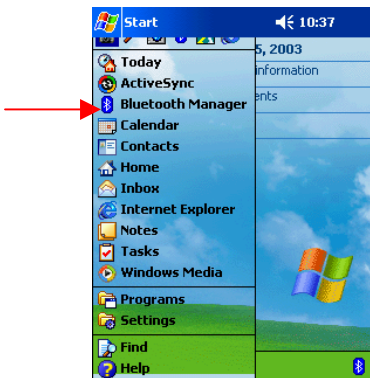 Start 10:37
5, 2003
Today
information
ActiveSync
Bluetooth Manager
ents
Calendar
Contacts
Home
Inbox
Internet Explorer
Notes
Tasks
Windows Media
Programs
Settings
Find
Help